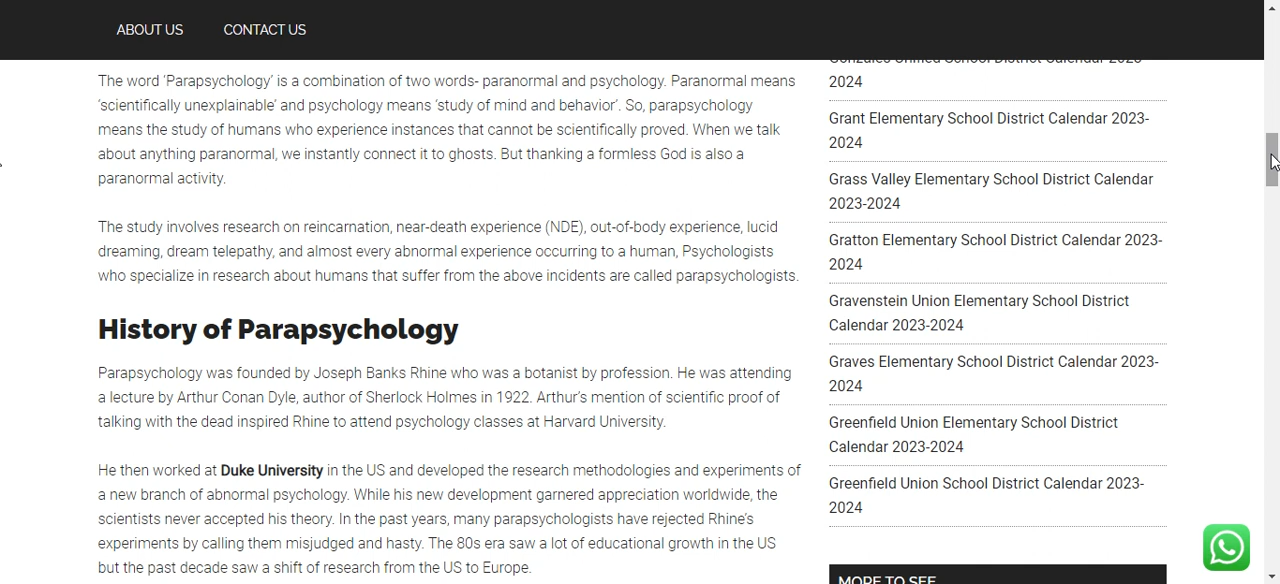 ABOUT US
CONTACT US
The word ‘Parapsychology’ is a combination of two words- paranormal and psychology. Paranormal means
‘scientifically unexplainable’ and psychology means ‘study of mind and behavior’. So, parapsychology
means the study of humans who experience instances that cannot be scientifically proved. When we talk
about anything paranormal, we instantly connect it to ghosts. But thanking a formless God is also a
paranormal activity.
The study involves research on reincarnation, near-death experience (NDE), out-of-body experience, lucid
dreaming, dream telepathy, and almost every abnormal experience occurring to a human, Psychologists
who specialize in research about humans that suffer from the above incidents are called parapsychologists.
History of Parapsychology
Parapsychology was founded by Joseph Banks Rhine who was a botanist by profession. He was attending
a lecture by Arthur Conan Dyle, author of Sherlock Holmes in 1922. Arthur’s mention of scientific proof of
talking with the dead inspired Rhine to attend psychology classes at Harvard University.
He then worked at Duke University in the US and developed the research methodologies and experiments of
a new branch of abnormal psychology. While his new development garnered appreciation worldwide, the
scientists never accepted his theory. In the past years, many parapsychologists have rejected Rhine’s
experiments by calling them misjudged and hasty. The 80s era saw a lot of educational growth in the US
but the past decade saw a shift of research from the US to Europe.
Gonzales Unified School District Calendar 2023-
2024
Grant Elementary School District Calendar 2023-
2024
Grass Valley Elementary School District Calendar
2023-2024
Gratton Elementary School District Calendar 2023-
2024
Gravenstein Union Elementary School District
Calendar 2023-2024
Graves Elementary School District Calendar 2023-
2024
Greenfield Union Elementary School District
Calendar 2023-2024
Greenfield Union School District Calendar 2023-
2024
MORE TO SEE